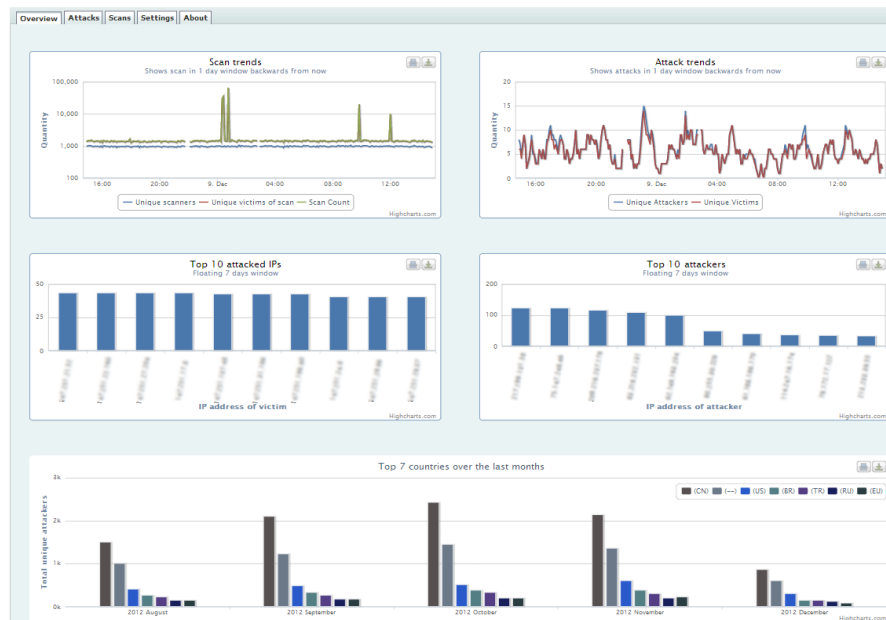 Overview Attacks Scans Settings About
Scan trends
Shows scan in 1 day window backwards from now
Quantity
100,000
10,000
1,000
100
16:00 20:00 9. Dec 04:00 08:00 12:00
Unique scanners Unique victims of scan Scan Count
Highcharts.com
Attack trends
Shows attacks in 1 day window backwards from now
Quantity
20
15
10
5
0
16:00 20:00 9. Dec 04:00 08:00 12:00
Unique Attackers Unique Victims
Highcharts.com
Top 10 attacked IPs
Floating 7 days window
50
25
0
IP address of victim
Highcharts.com
Top 10 attackers
Floating 7 days window
200
100
0
IP address of attacker
Highcharts.com
Top 7 countries over the last months
Total unique attackers
3k
2k
1k
0k
(CN) (--) (US) (BR) (TR) (RU) (EU)
2012 August 2012 September 2012 October 2012 November 2012 December
Highcharts.com